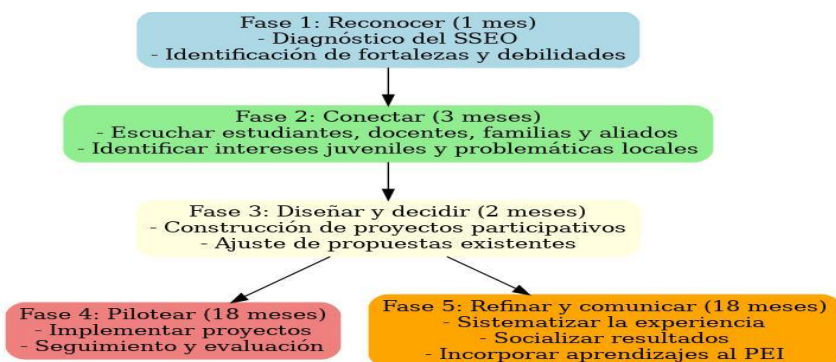 Fase 1: Reconocer (1 mes)
- Diagnóstico del SSEO
- Identificación de fortalezas y debilidades
Fase 2: Conectar (3 meses)
- Escuchar estudiantes, docentes, familias y aliados
- Identificar intereses juveniles y problemáticas locales
Fase 3: Diseñar y decidir (2 meses)
- Construcción de proyectos participativos
- Ajuste de propuestas existentes
Fase 4: Pilotear (18 meses)
- Implementar proyectos
- Seguimiento y evaluación
Fase 5: Refinar y comunicar (18 meses)
- Sistematizar la experiencia
- Socializar resultados
- Incorporar aprendizajes al PEI